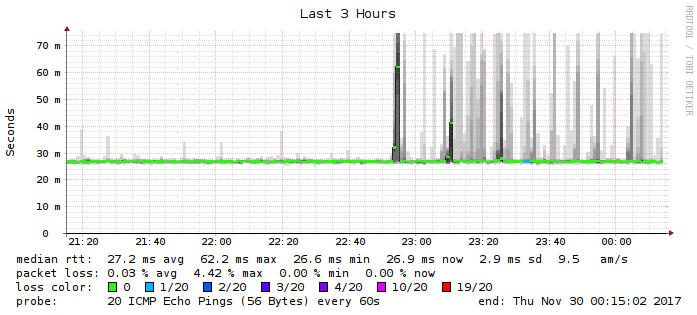 Last 3 Hours
RRDTOOL / TOBI OETIKER
Seconds
70 m
60 m
50 m
40 m
30 m
20 m
10 m
0
21:20 21:40 22:00 22:20 22:40 23:00 23:20 23:40 00:00
median rtt: 27.2 ms avg 62.2 ms max 26.6 ms min 26.9 ms now 2.9 ms sd 9.5 am/s
packet loss: 0.03 % avg 4.42 % max 0.00 % min 0.00 % now
loss color: 0 1/20 2/20 3/20 4/20 10/20 19/20
probe: 20 ICMP Echo Pings (56 Bytes) every 60s end: Thu Nov 30 00:15:02 2017